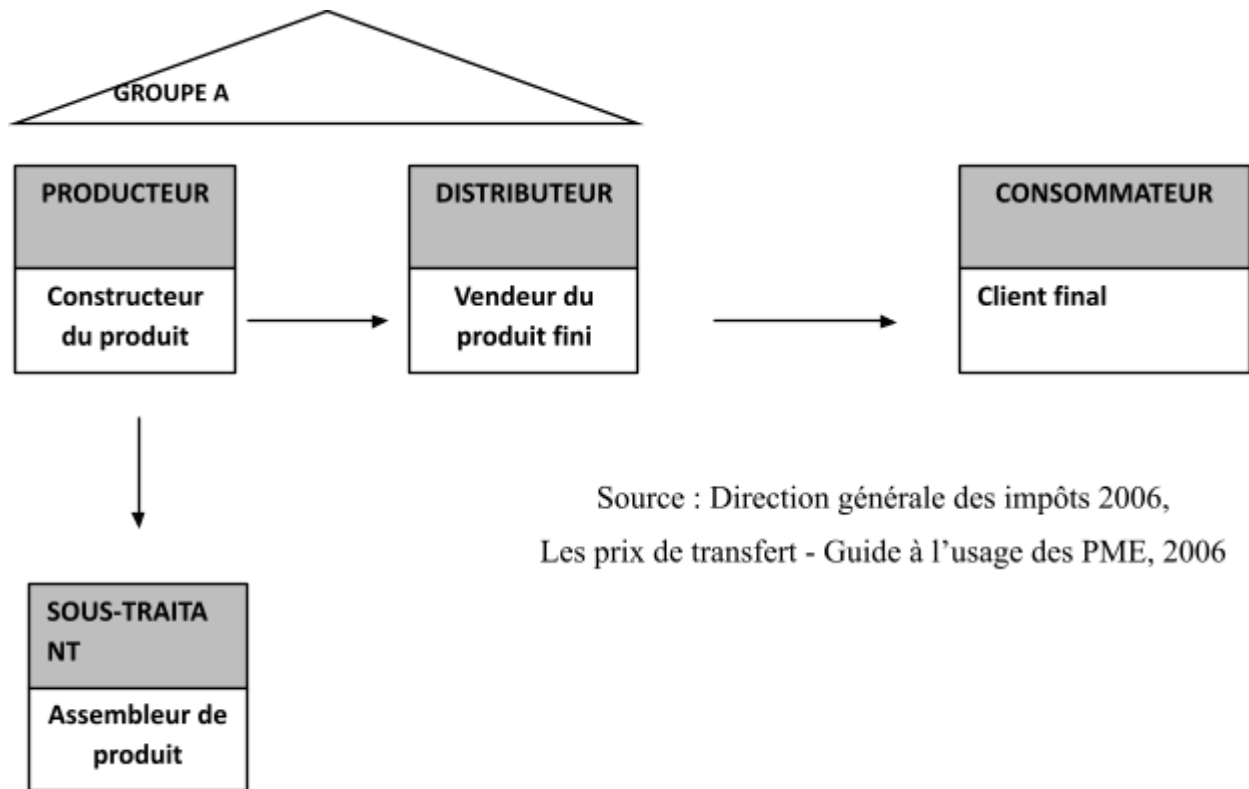 GROUPE A
PRODUCTEUR
Constructeur
du produit
DISTRIBUTEUR
Vendeur du
produit fini
CONSOMMATEUR
Client final
Source : Direction générale des impôts 2006,
Les prix de transfert - Guide à l’usage des PME, 2006
SOUS-TRAITA
NT
Assembleur de
produit